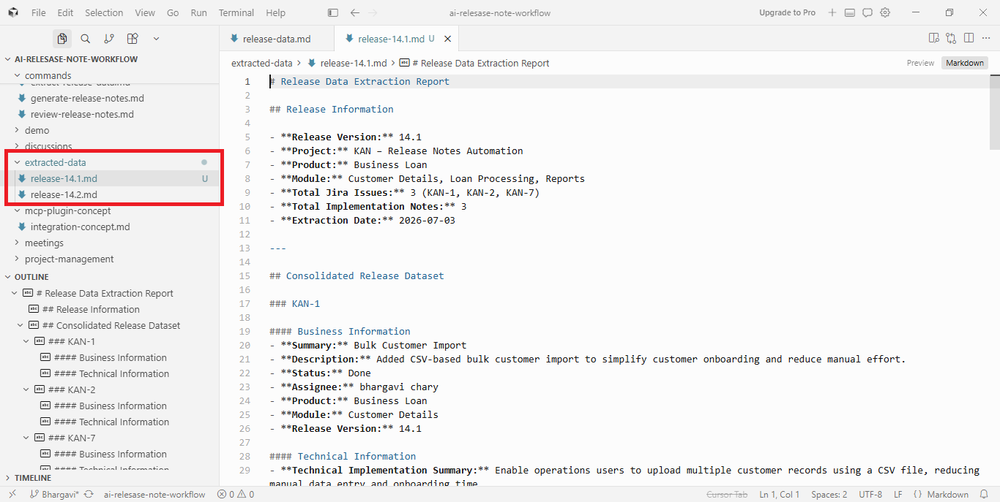 File Edit Selection View Go Run Terminal Help
ai-relesase-note-workflow
Upgrade to Pro
AI-RELESASE-NOTE-WORKFLOW
commands
extract-release-data.md
generate-release-notes.md
review-release-notes.md
demo
discussions
extracted-data
release-14.1.md U
release-14.2.md
mcp-plugin-concept
integration-concept.md
meetings
project-management
OUTLINE
# Release Data Extraction Report
## Release Information
## Consolidated Release Dataset
### KAN-1
#### Business Information
#### Technical Information
### KAN-2
#### Business Information
#### Technical Information
### KAN-7
#### Business Information
#### Technical Information
TIMELINE
release-data.md
release-14.1.md U
extracted-data > release-14.1.md > # Release Data Extraction Report
Preview Markdown
1 # Release Data Extraction Report
2
3 ## Release Information
4
5 - **Release Version:** 14.1
6 - **Project:** KAN – Release Notes Automation
7 - **Product:** Business Loan
8 - **Module:** Customer Details, Loan Processing, Reports
9 - **Total Jira Issues:** 3 (KAN-1, KAN-2, KAN-7)
10 - **Total Implementation Notes:** 3
11 - **Extraction Date:** 2026-07-03
12
13 ---
14
15 ## Consolidated Release Dataset
16
17 ### KAN-1
18
19 #### Business Information
20 - **Summary:** Bulk Customer Import
21 - **Description:** Added CSV-based bulk customer import to simplify customer onboarding and reduce manual effort.
22 - **Status:** Done
23 - **Assignee:** bhargavi chary
24 - **Product:** Business Loan
25 - **Module:** Customer Details
26 - **Release Version:** 14.1
27
28 #### Technical Information
29 - **Technical Implementation Summary:** Enable operations users to upload multiple customer records using a CSV file, reducing
manual data entry and onboarding time
Bhargavi* ai-relesase-note-workflow 0 0
Cursor Tab Ln 1, Col 1 Spaces: 2 UTF-8 LF {} Markdown